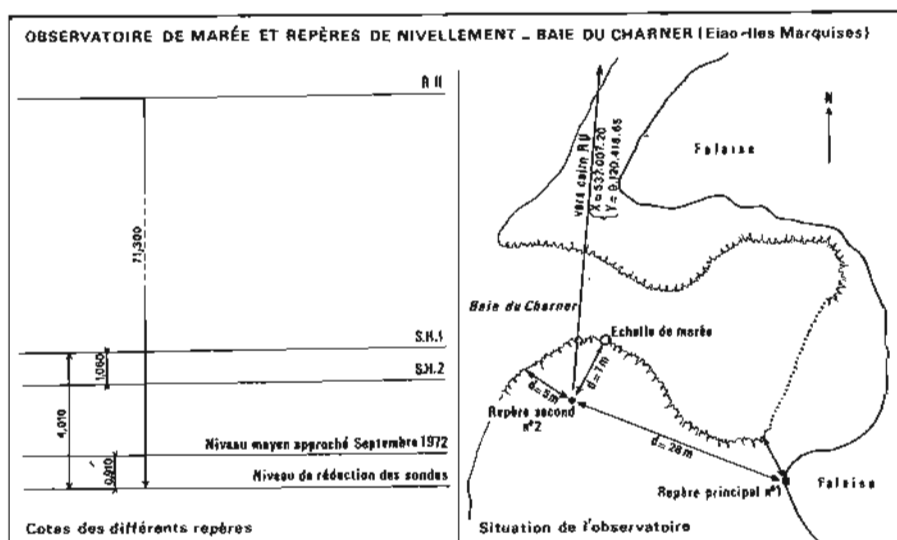 OBSERVATOIRE DE MARÉE ET REPÈRES DE NIVELLEMENT _ BAIE DU CHARNER (Eiao-Iles Marquises)
R II
71,300
S.H.1
1,060
S.H.2
4,010
Niveau moyen approché Septembre 1972
0,910
Niveau de réduction des sondes
Cotes des différents repères
N
Falaise
vers cairn RII
X = 537.007.20
Y = 9.120.418.65
Baie du Charner
Echelle de marée
d= 7m
d= 5m
Repère second
n°2
d= 28m
Repère principal n°1
Falaise
Situation de l'observatoire